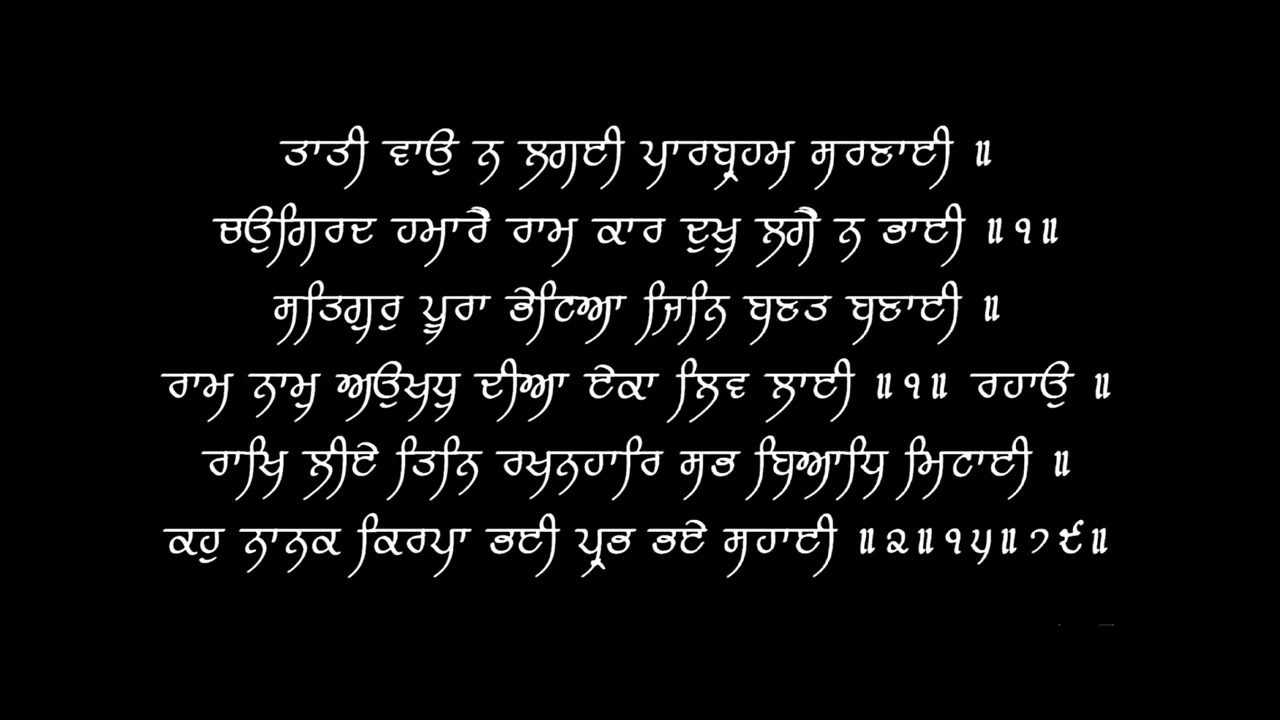 ਤਾਤੀ ਵਾਉ ਨ ਲਗਈ ਪਾਰਬ੍ਰਹਮ ਸਰਣਾਈ ॥
ਚਉਗਿਰਦ ਹਮਾਰੈ ਰਾਮ ਕਾਰ ਦੁਖੁ ਲਗੈ ਨ ਭਾਈ ॥੧॥
ਸਤਿਗੁਰੁ ਪੂਰਾ ਭੇਟਿਆ ਜਿਨਿ ਬਣਤ ਬਣਾਈ ॥
ਰਾਮ ਨਾਮੁ ਅਉਖਧੁ ਦੀਆ ਏਕਾ ਲਿਵ ਲਾਈ ॥੧॥ ਰਹਾਉ ॥
ਰਾਖਿ ਲੀਏ ਤਿਨਿ ਰਖਨਹਾਰਿ ਸਭ ਬਿਆਧਿ ਮਿਟਾਈ ॥
ਕਹੁ ਨਾਨਕ ਕਿਰਪਾ ਭਈ ਪ੍ਰਭ ਭਏ ਸਹਾਈ ॥੨॥੧੫॥੭੯॥